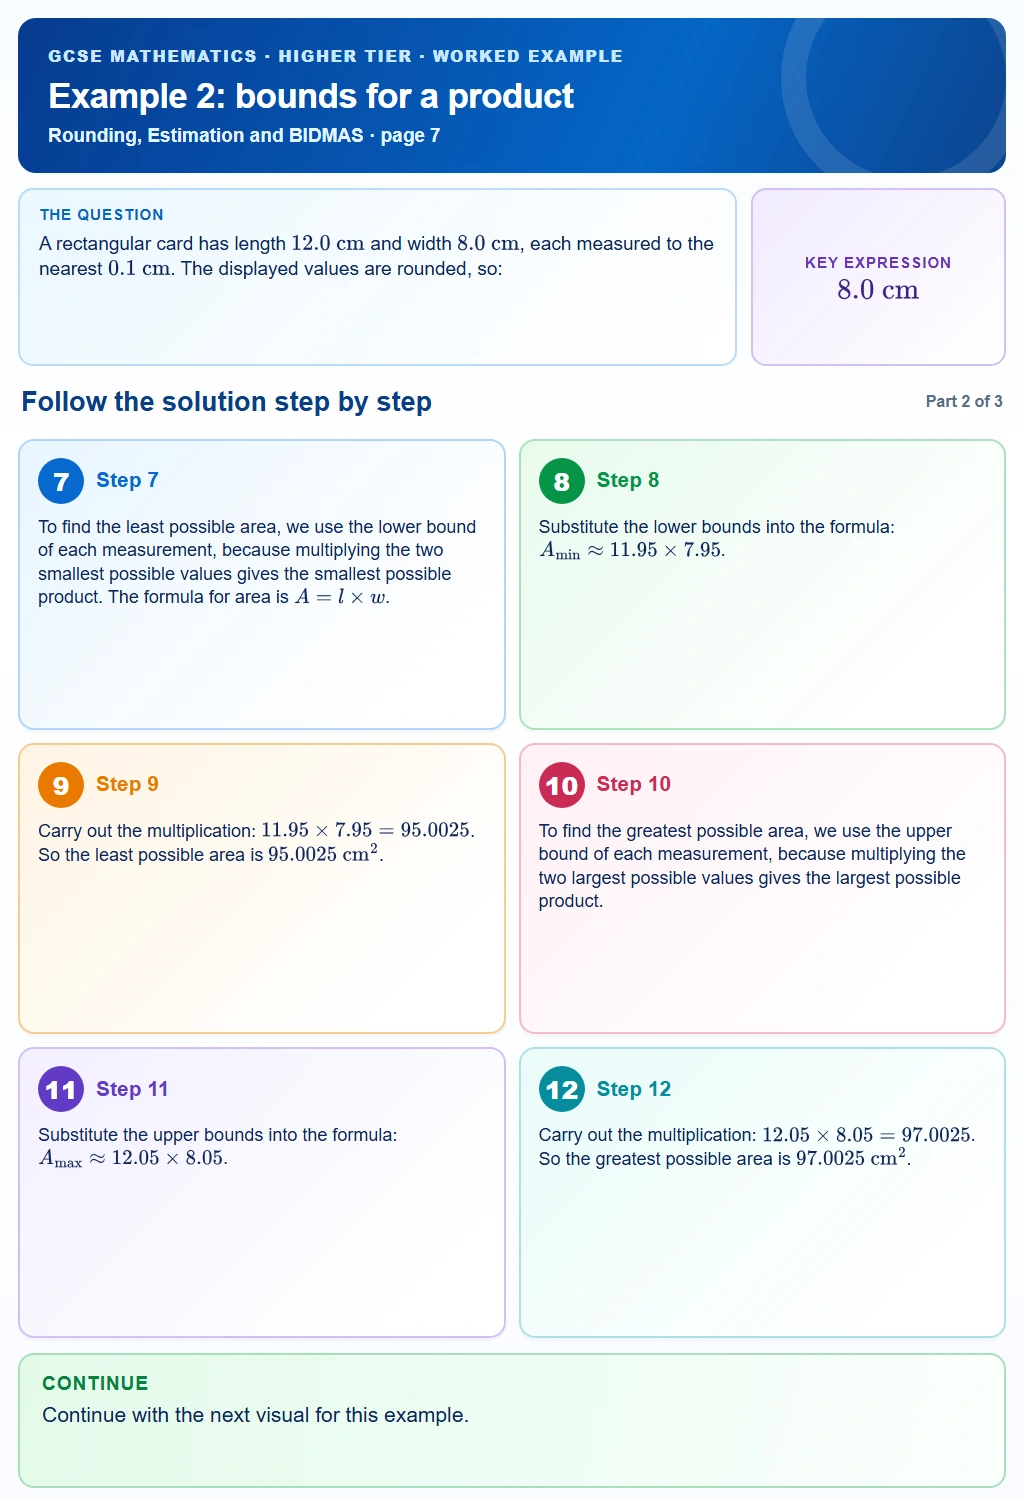 GCSE MATHEMATICS · HIGHER TIER · WORKED EXAMPLE
Example 2: bounds for a product
Rounding, Estimation and BIDMAS · page 7
THE QUESTION
A rectangular card has length 12.0 cm and width 8.0 cm, each measured to the
nearest 0.1 cm. The displayed values are rounded, so:
KEY EXPRESSION
8.0 cm
Follow the solution step by step
Part 2 of 3
7 Step 7
To find the least possible area, we use the lower bound
of each measurement, because multiplying the two
smallest possible values gives the smallest possible
product. The formula for area is A = l × w.
8 Step 8
Substitute the lower bounds into the formula:
A_min ≈ 11.95 × 7.95.
9 Step 9
Carry out the multiplication: 11.95 × 7.95 = 95.0025.
So the least possible area is 95.0025 cm².
10 Step 10
To find the greatest possible area, we use the upper
bound of each measurement, because multiplying the
two largest possible values gives the largest possible
product.
11 Step 11
Substitute the upper bounds into the formula:
A_max ≈ 12.05 × 8.05.
12 Step 12
Carry out the multiplication: 12.05 × 8.05 = 97.0025.
So the greatest possible area is 97.0025 cm².
CONTINUE
Continue with the next visual for this example.